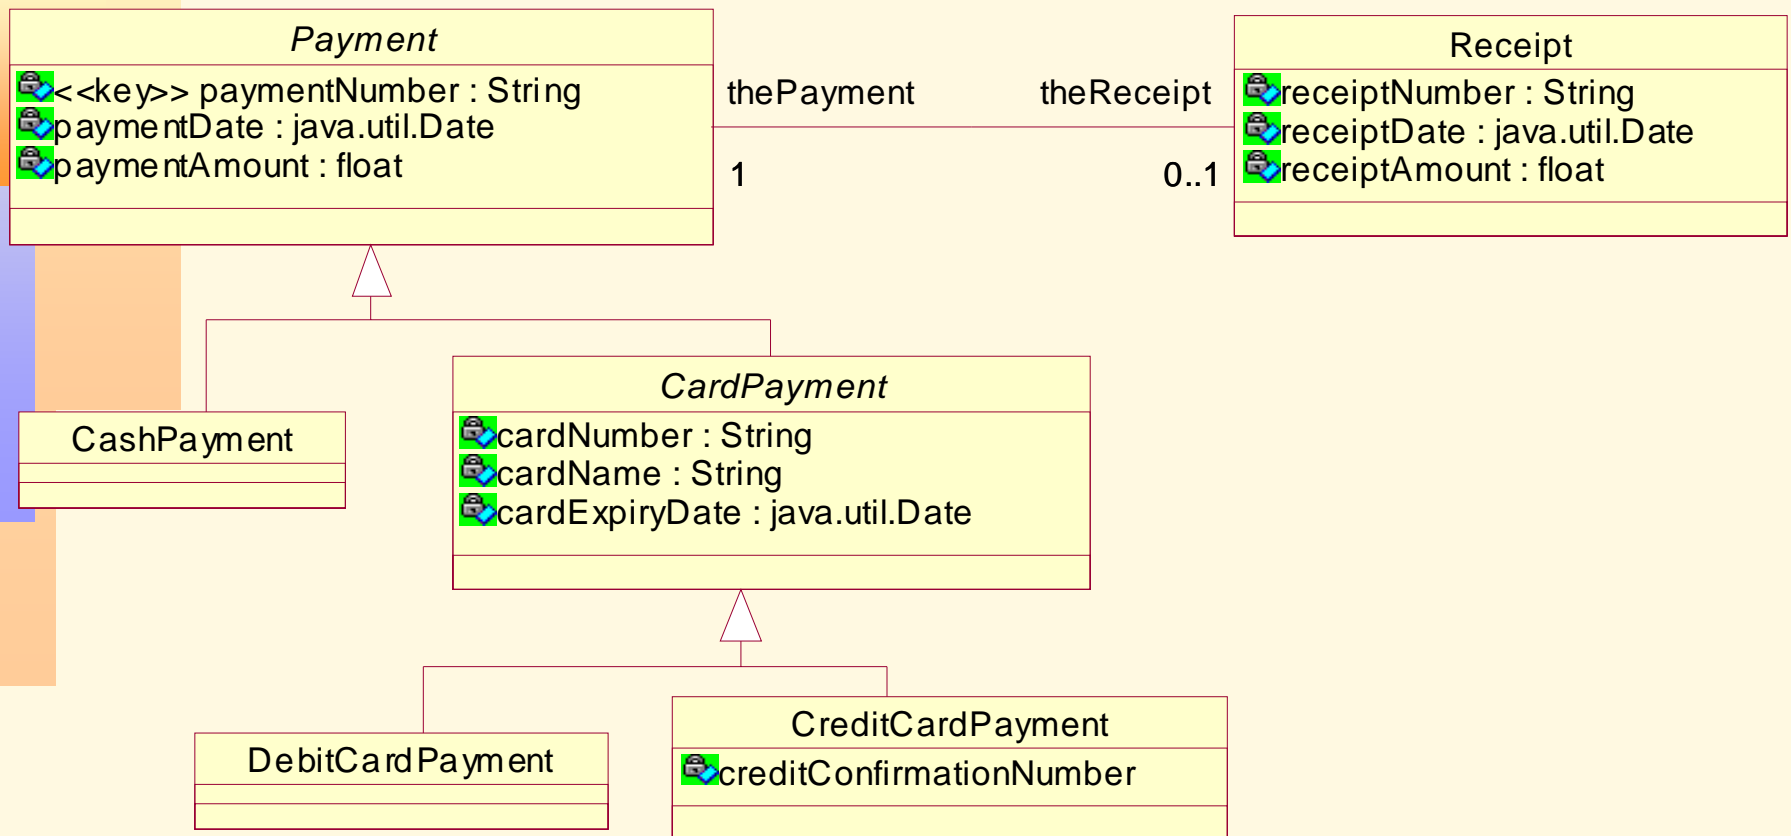 Payment
<<key>> paymentNumber : String
paymentDate : java.util.Date
paymentAmount : float
thePayment
theReceipt
1
0..1
Receipt
receiptNumber : String
receiptDate : java.util.Date
receiptAmount : float
CashPayment
CardPayment
cardNumber : String
cardName : String
cardExpiryDate : java.util.Date
DebitCardPayment
CreditCardPayment
creditConfirmationNumber